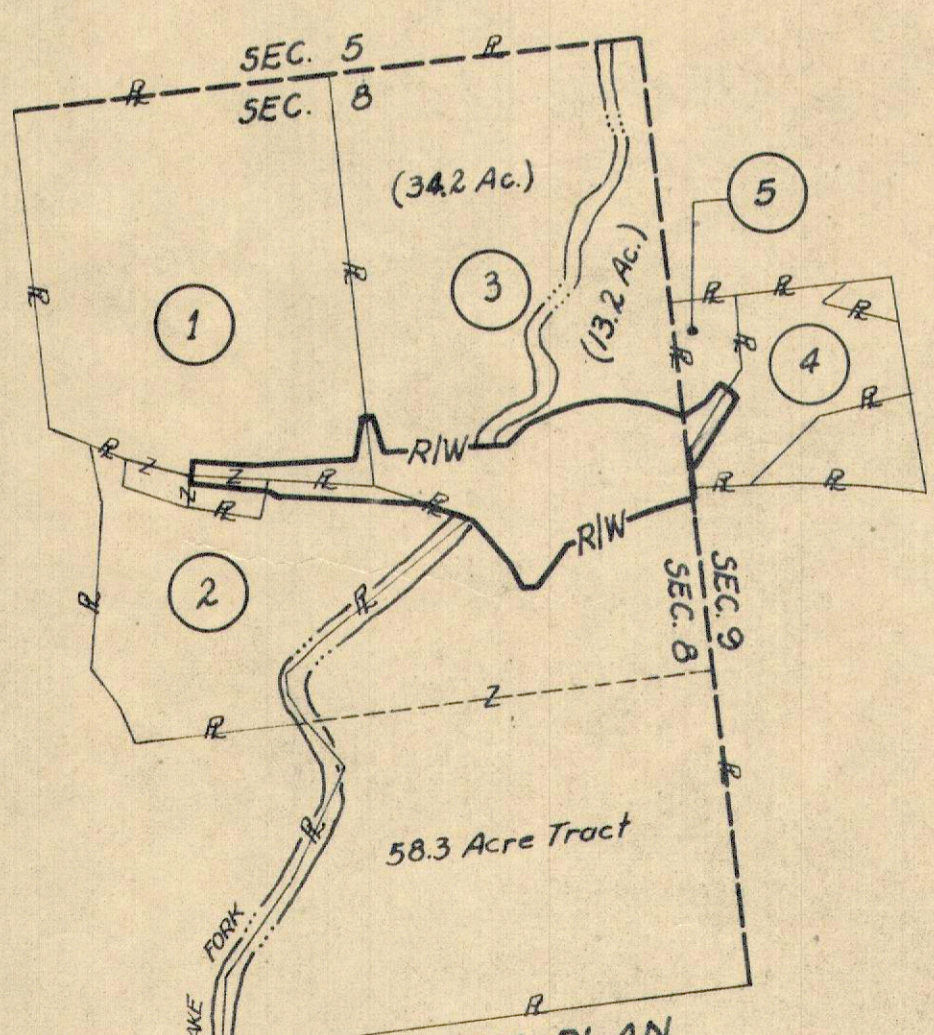 SEC. 5
SEC. 8
(34.2 Ac.)
(13.2 Ac.)
5
3
1
4
R/W
R/W
2
SEC. 9
SEC. 8
58.3 Acre Tract
FORK
PLAN